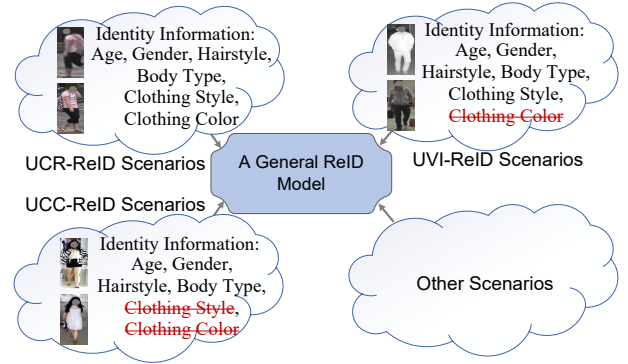 Identity Information:
Age, Gender, Hairstyle,
Body Type,
Clothing Style,
Clothing Color
UCR-ReID Scenarios
Identity Information:
Age, Gender,
Hairstyle, Body Type,
Clothing Style,
Clothing Color
UVI-ReID Scenarios
A General ReID
Model
UCC-ReID Scenarios
Identity Information:
Age, Gender,
Hairstyle, Body Type,
Clothing Style,
Clothing Color
Other Scenarios